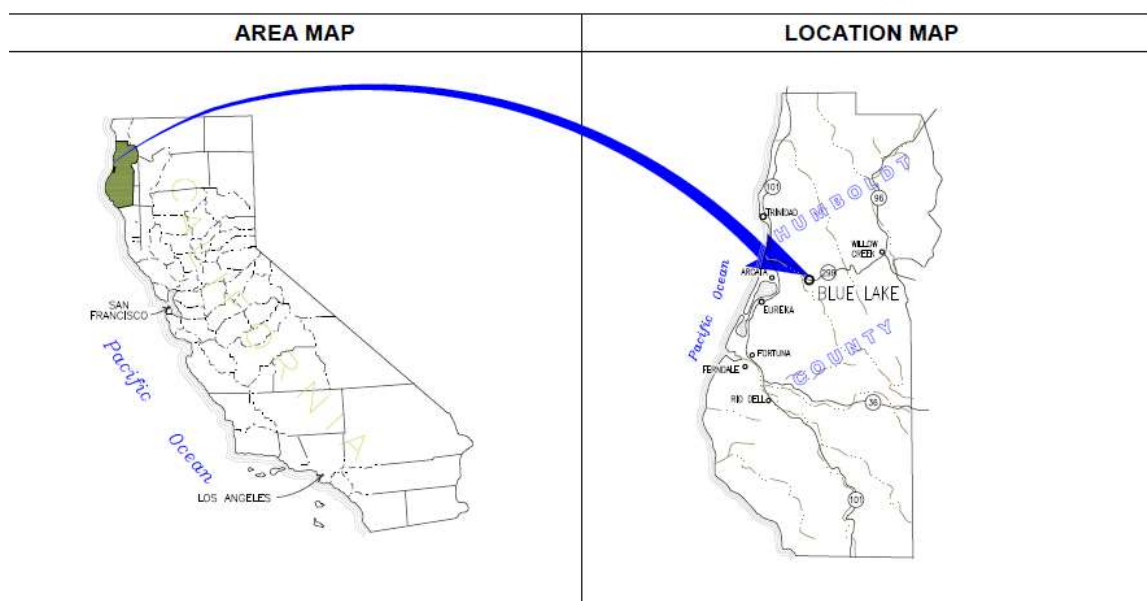 AREA MAP
LOCATION MAP
CALIFORNIA
SAN
FRANCISCO
Pacific
Ocean
LOS ANGELES
HUMBOLDT
101
96
TRINIDAD
WILLOW
CREEK
ARCATA
299
BLUE LAKE
Pacific Ocean
EUREKA
COUNTY
FORTUNA
FERNDALE
RIO DELL
36
101